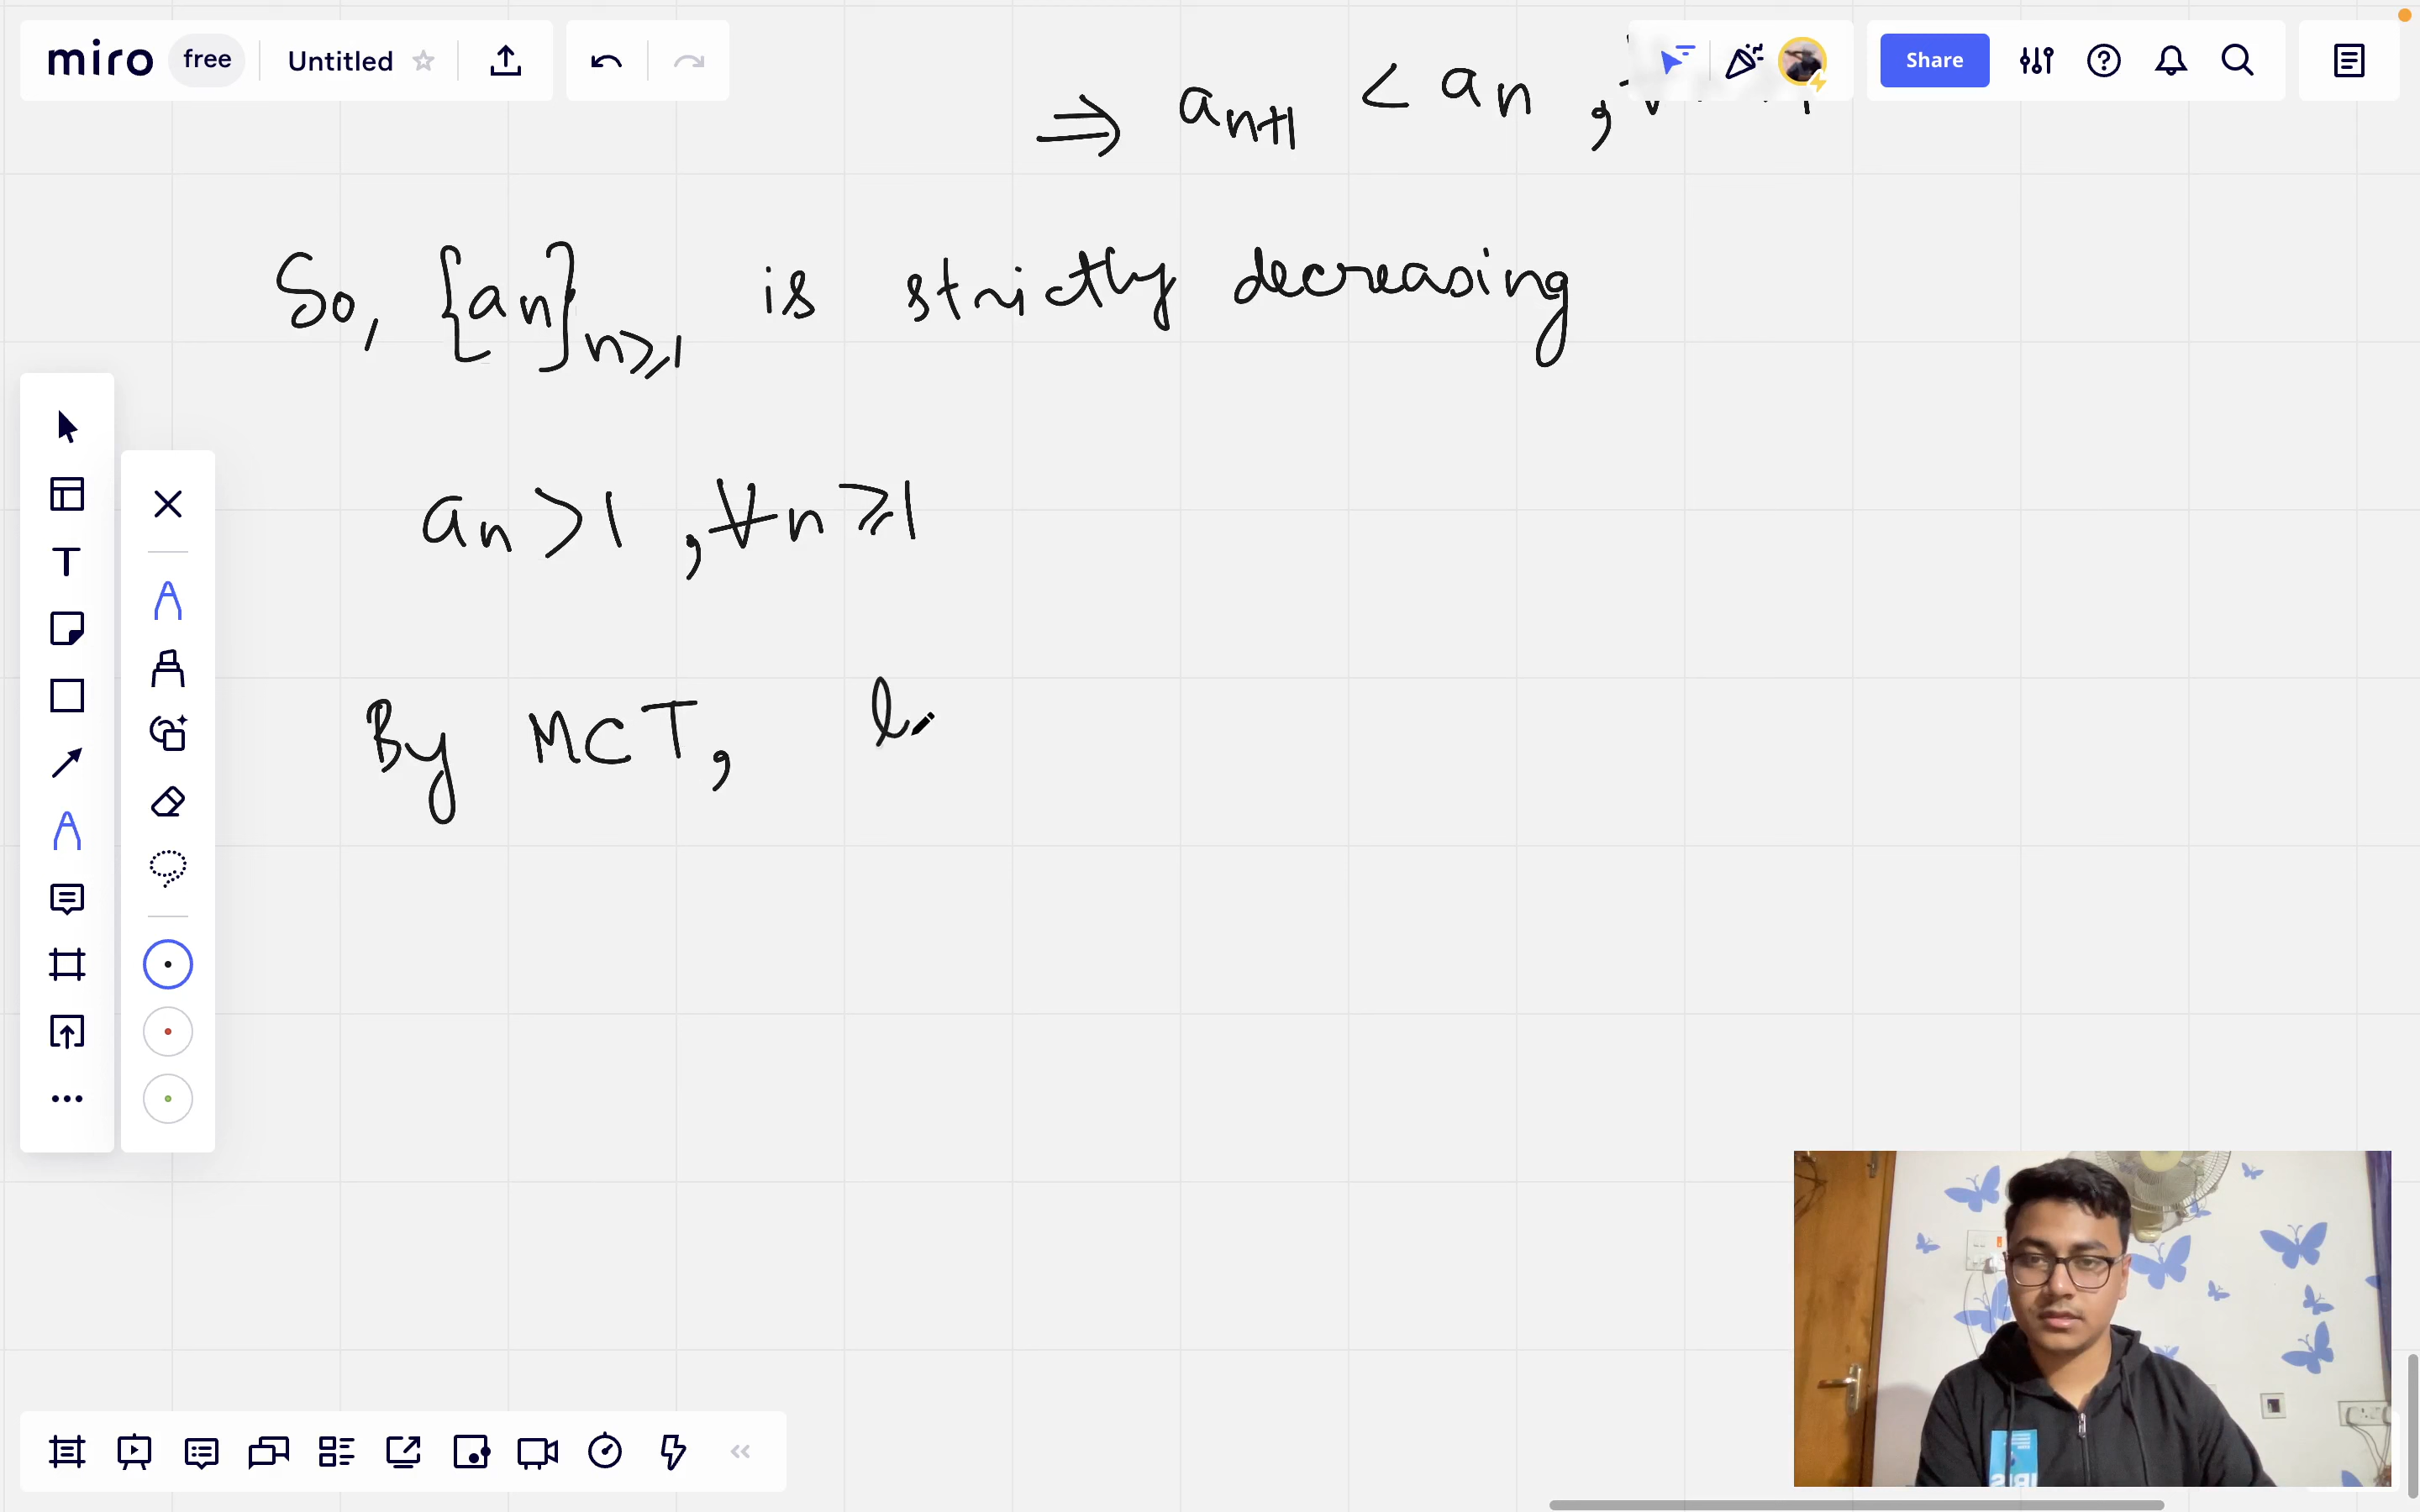 miro free Untitled Share
⇒ aₙ₊₁ < aₙ ,
So, {aₙ}ₙ⩾₁ is strictly decreasing
aₙ > 1 , ∀n ⩾ 1
By MCT, l